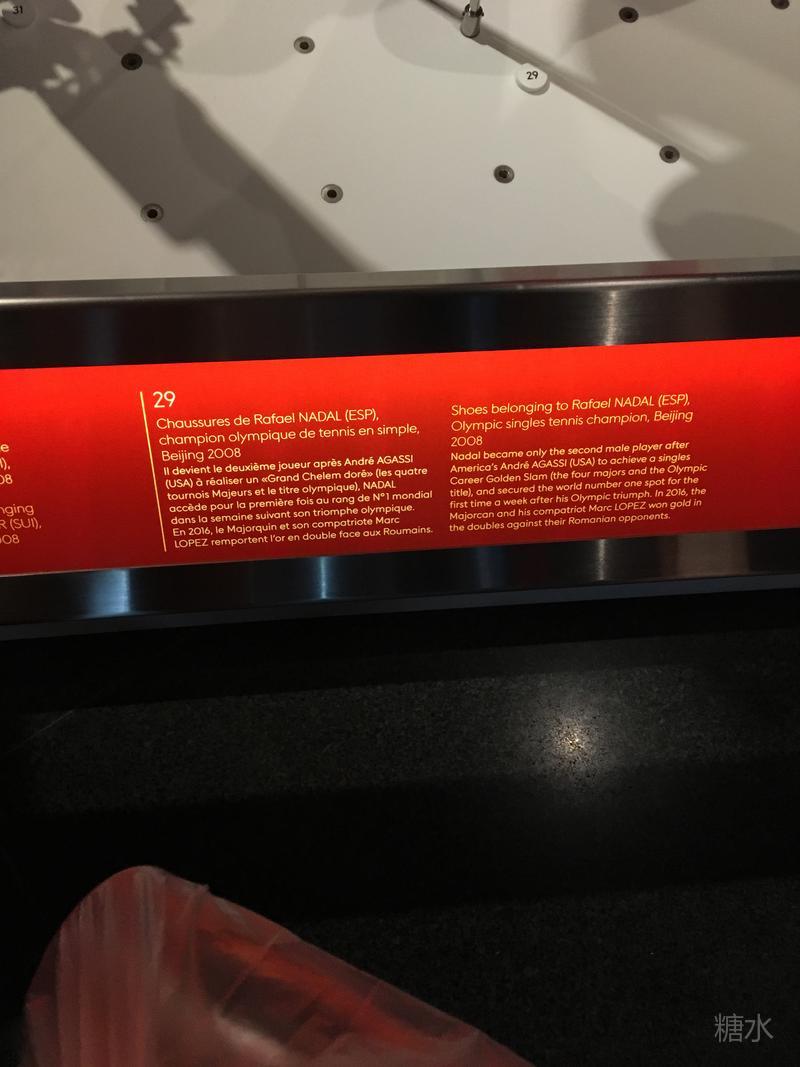 31
29
e
),
08
nging
R (SUI),
008
29
Chaussures de Rafael NADAL (ESP),
champion olympique de tennis en simple,
Beijing 2008
Il devient le deuxième joueur après André AGASSI
(USA) à réaliser un «Grand Chelem doré» (les quatre
tournois Majeurs et le titre olympique), NADAL
accède pour la première fois au rang de N°1 mondial
dans la semaine suivant son triomphe olympique.
En 2016, le Majorquin et son compatriote Marc
LOPEZ remportent l'or en double face aux Roumains.
Shoes belonging to Rafael NADAL (ESP),
Olympic singles tennis champion, Beijing
2008
Nadal became only the second male player after
America's André AGASSI (USA) to achieve a singles
Career Golden Slam (the four majors and the Olympic
title), and secured the world number one spot for the
first time a week after his Olympic triumph. In 2016, the
Majorcan and his compatriot Marc LOPEZ won gold in
the doubles against their Romanian opponents.
糖水